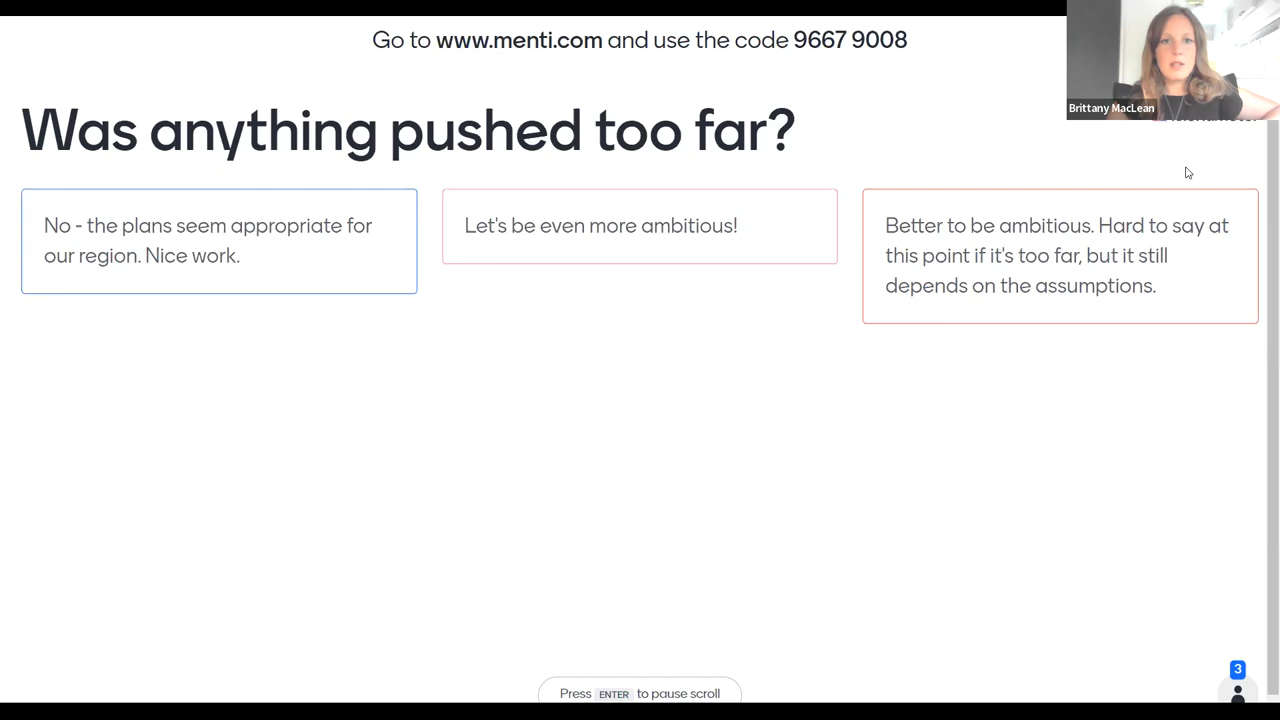 Go to www.menti.com and use the code 9667 9008
Brittany MacLean
Was anything pushed too far?
No - the plans seem appropriate for
our region. Nice work.
Let's be even more ambitious!
Better to be ambitious. Hard to say at
this point if it's too far, but it still
depends on the assumptions.
3
Press ENTER to pause scroll